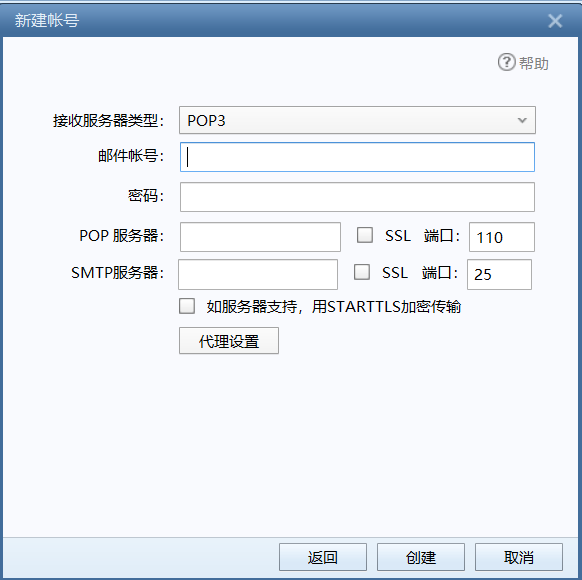 新建帐号
? 帮助
接收服务器类型： POP3
邮件帐号：
密码：
POP 服务器： SSL 端口： 110
SMTP服务器： SSL 端口： 25
如服务器支持，用STARTTLS加密传输
代理设置
返回 创建 取消